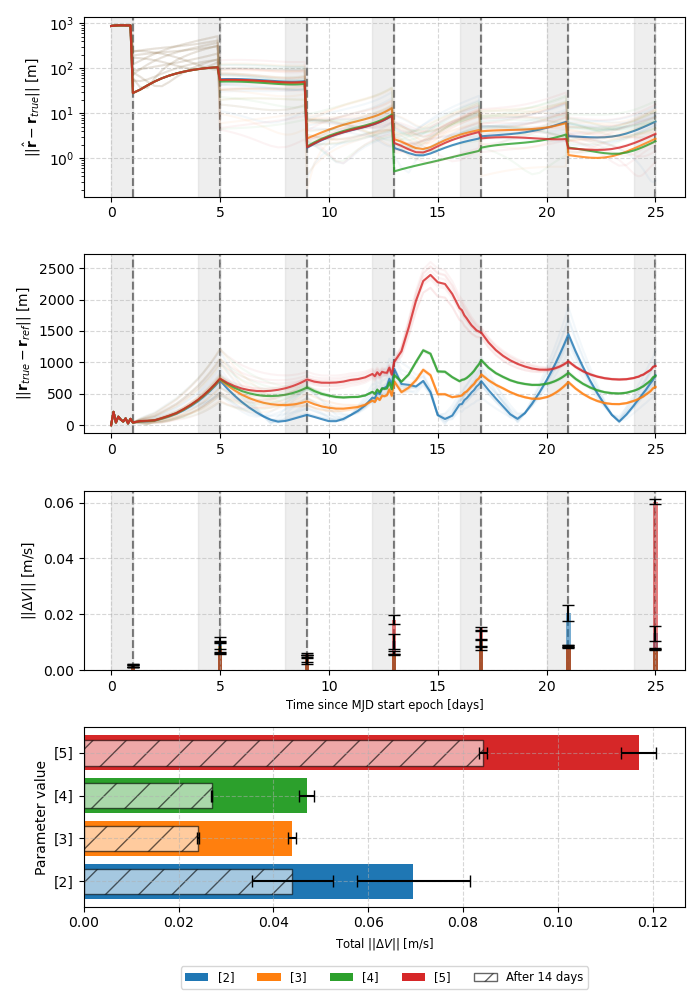 10³
10²
10¹
10⁰
||r̂ − r_true|| [m]
0 5 10 15 20 25
2500
2000
1500
1000
500
0
||r_true − r_ref|| [m]
0 5 10 15 20 25
0.06
0.04
0.02
0.00
||ΔV|| [m/s]
0 5 10 15 20 25
Time since MJD start epoch [days]
Parameter value
[5]
[4]
[3]
[2]
0.00 0.02 0.04 0.06 0.08 0.10 0.12
Total ||ΔV|| [m/s]
[2] [3] [4] [5] After 14 days